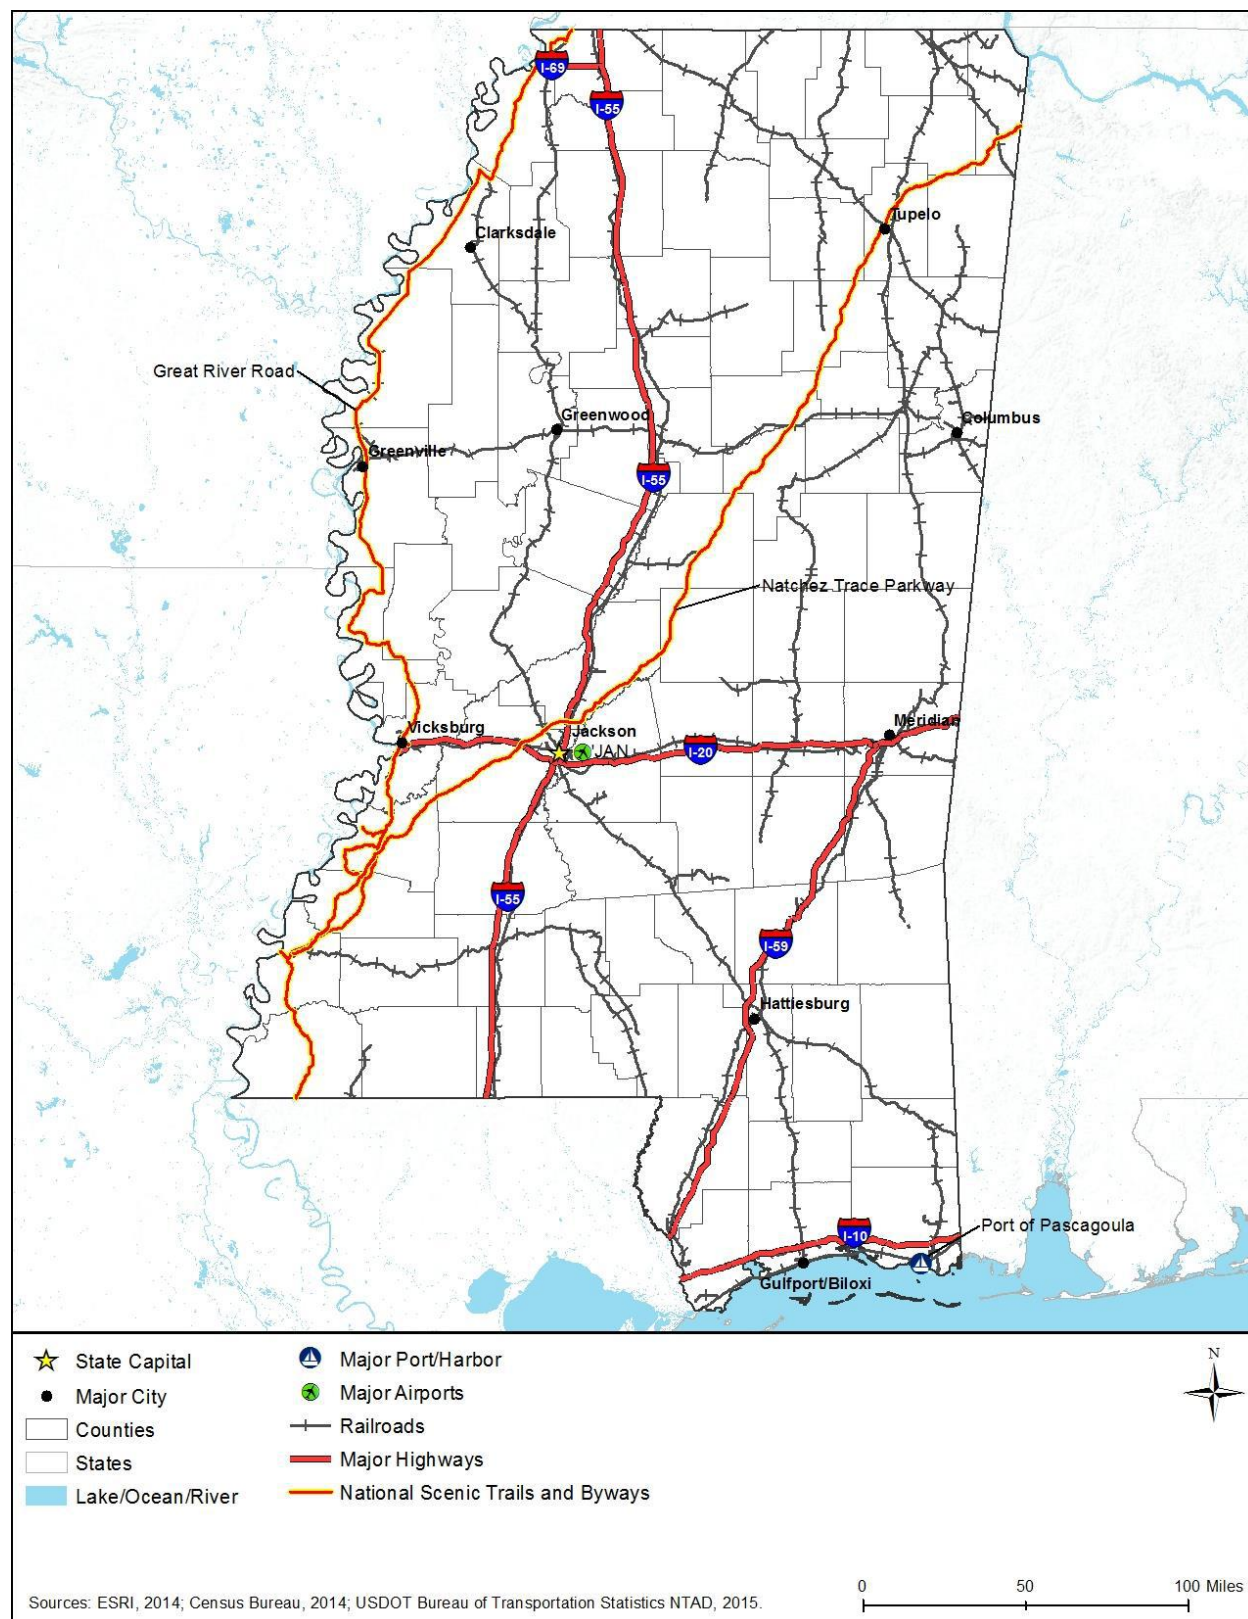 I-69
I-55
Tupelo
Clarksdale
Great River Road
Greenwood
Columbus
Greenville
I-55
Natchez Trace Parkway
Vicksburg
Jackson
Meridian
JAN
I-20
I-55
I-59
Hattiesburg
Port of Pascagoula
I-10
Gulfport/Biloxi
State Capital
Major City
Counties
States
Lake/Ocean/River
Major Port/Harbor
Major Airports
Railroads
Major Highways
National Scenic Trails and Byways
N
0 50 100 Miles
Sources: ESRI, 2014; Census Bureau, 2014; USDOT Bureau of Transportation Statistics NTAD, 2015.